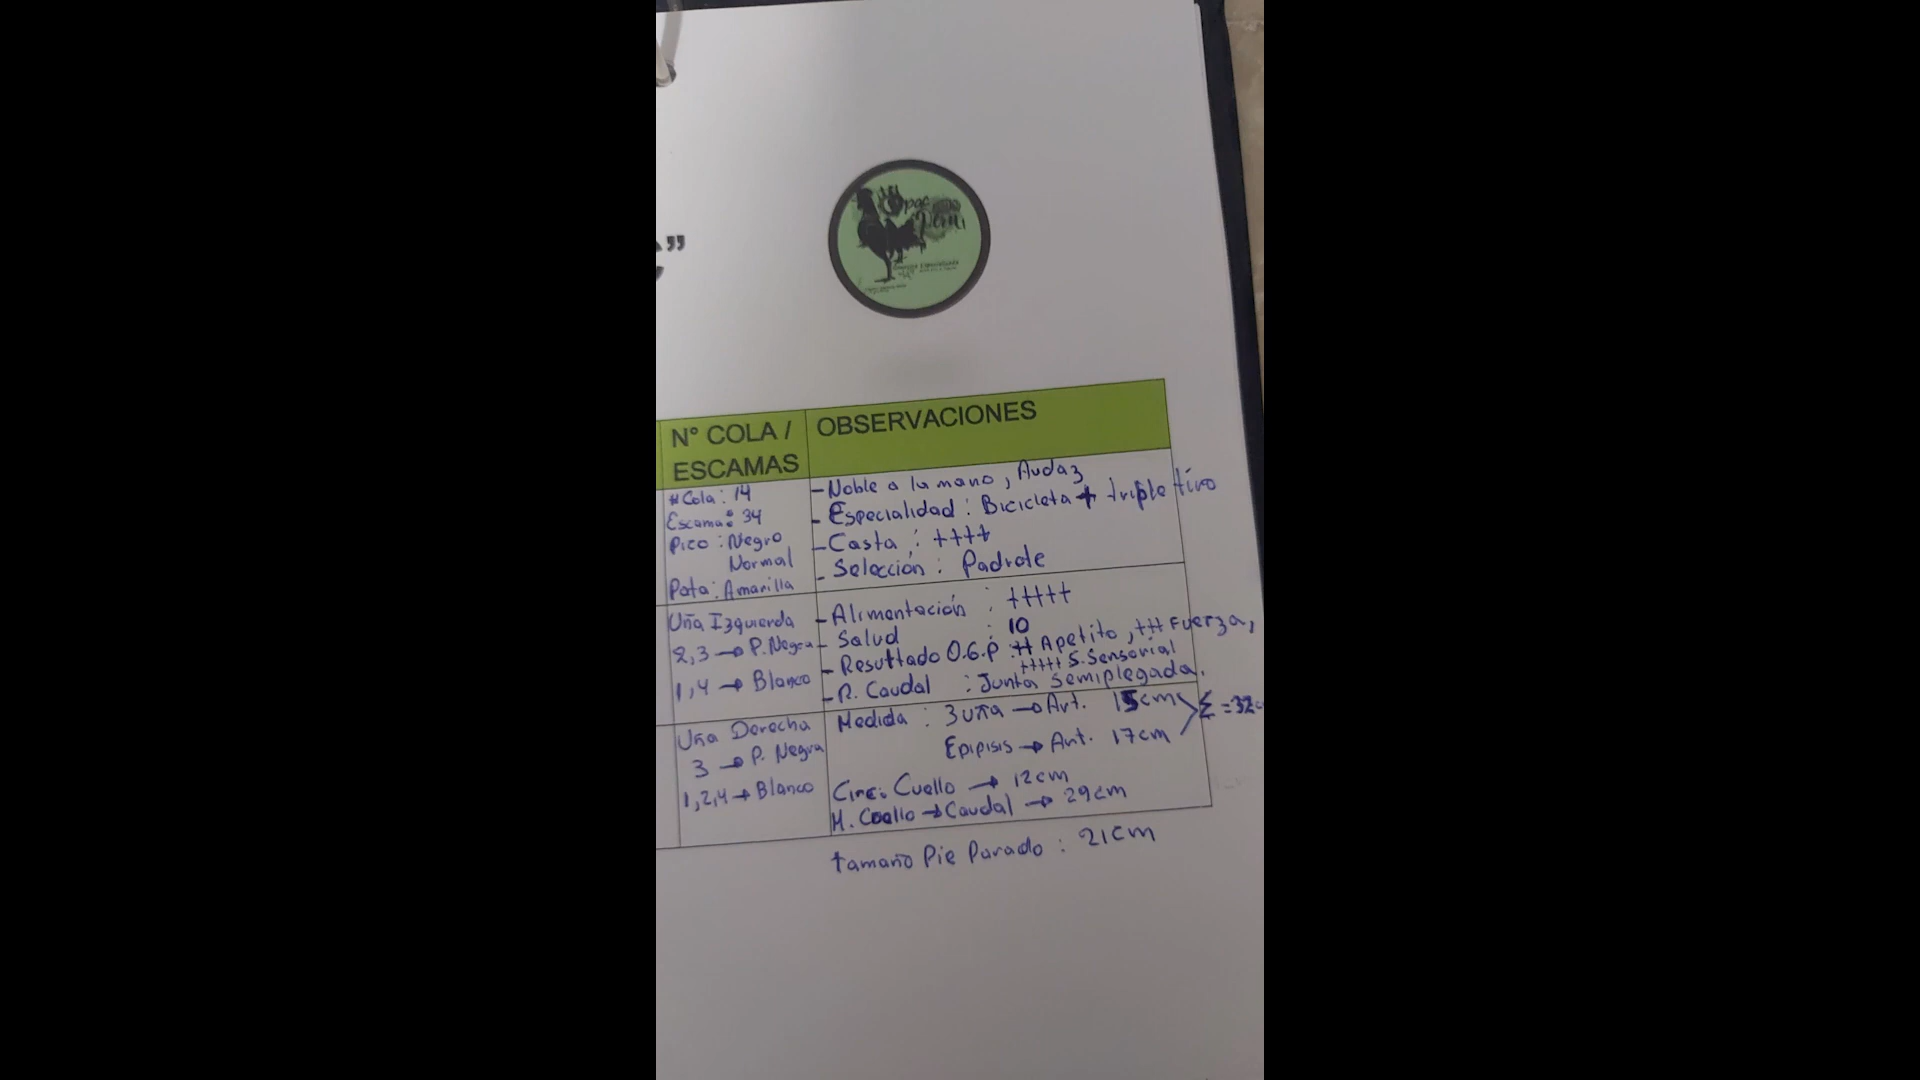 ”
N° COLA /
ESCAMAS
OBSERVACIONES
#Cola: 14
Escama: 34
Pico: Negro
Normal
Pata: Amarilla
- Noble a la mano, Audaz
- Especialidad: Bicicleta + triple tiro
- Casta: ++++
- Selección: Padrote
Uña Izquierda
2,3 → P. Negra
1,4 → Blanco
- Alimentación: +++++
- Salud: 10
- Resultado O.G.P: ++ Apetito, +++ Fuerza,
+++++ S. Sensorial
- R. Caudal: Junta semiplegada.
Uña Derecha
3 → P. Negra
1,2,4 → Blanco
Medida: 3 uña → Art. 15cm
Epipisis → Art. 17cm
Σ = 32
Circ. Cuello → 12cm
M. Cuello → Caudal → 29cm
tamaño Pie Parado: 21cm